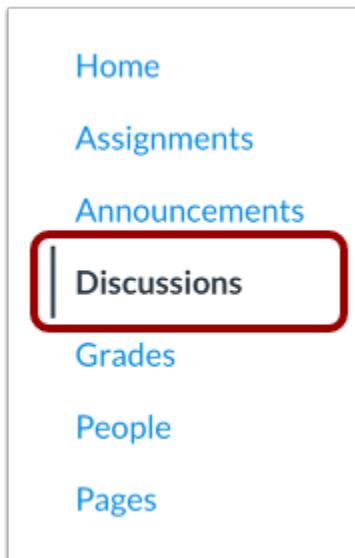 Home
Assignments
Announcements
Discussions
Grades
People
Pages